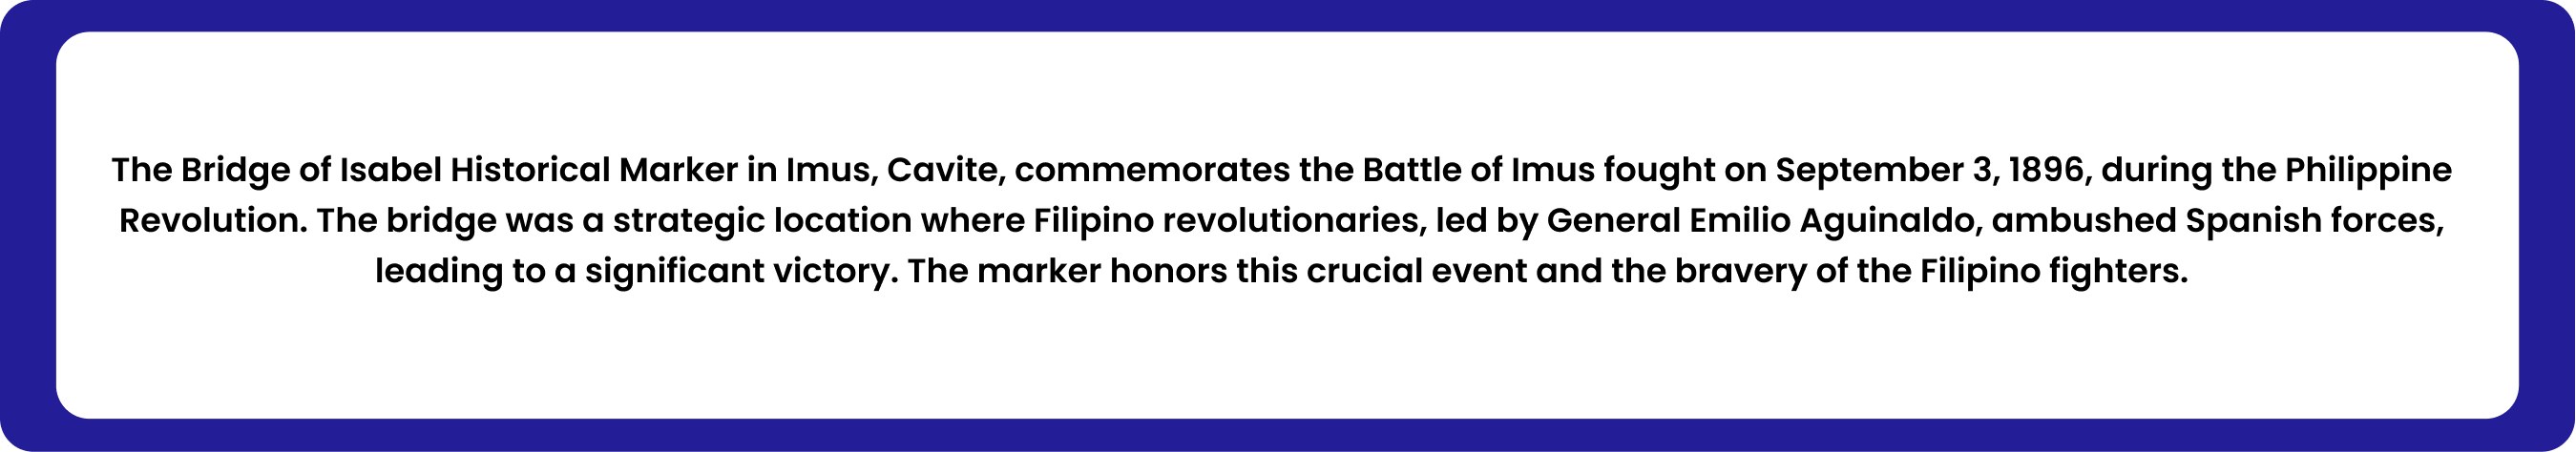 The Bridge of Isabel Historical Marker in Imus, Cavite, commemorates the Battle of Imus fought on September 3, 1896, during the Philippine
Revolution. The bridge was a strategic location where Filipino revolutionaries, led by General Emilio Aguinaldo, ambushed Spanish forces,
leading to a significant victory. The marker honors this crucial event and the bravery of the Filipino fighters.